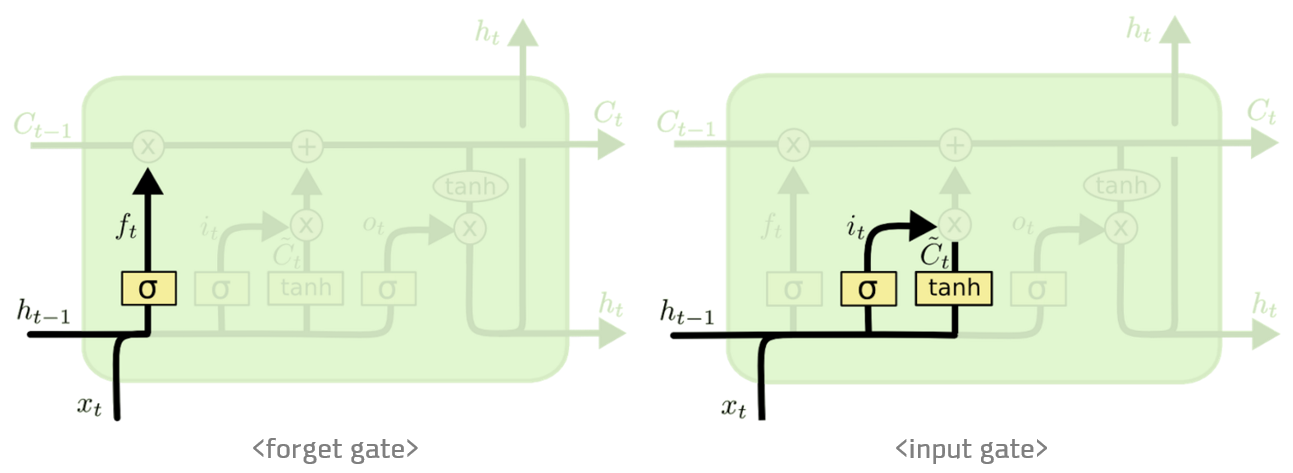 h_t
C_{t-1}
C_t
x
+
tanh
f_t
i_t
x
o_t
x
C̃_t
σ
σ
tanh
σ
h_{t-1}
h_t
x_t
<forget gate>
h_t
C_{t-1}
C_t
x
+
tanh
f_t
i_t
x
o_t
x
C̃_t
σ
σ
tanh
σ
h_{t-1}
h_t
x_t
<input gate>